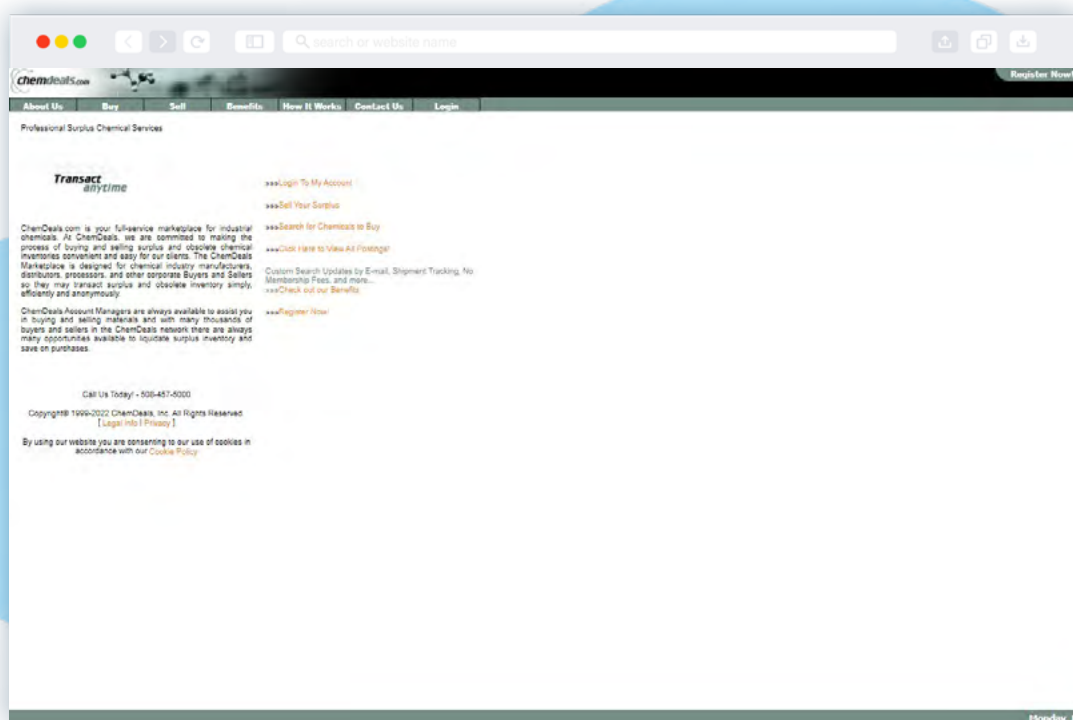 search or website name
chemdeals.com
Register Now!
About Us Buy Sell Benefits How It Works Contact Us Login
Professional Surplus Chemical Services
Transact
anytime
ChemDeals.com is your full-service marketplace for industrial
chemicals. At ChemDeals, we are committed to making the
process of buying and selling surplus and obsolete chemical
inventories convenient and easy for our clients. The ChemDeals
Marketplace is designed for chemical industry manufacturers,
distributors, processors, and other corporate Buyers and Sellers
so they may transact surplus and obsolete inventory simply,
efficiently and anonymously.
ChemDeals Account Managers are always available to assist you
in buying and selling materials and with many thousands of
buyers and sellers in the ChemDeals network there are always
many opportunities available to liquidate surplus inventory and
save on purchases.
Call Us Today! - 508-457-5000
Copyright® 1999-2022 ChemDeals, Inc. All Rights Reserved
[ Legal Info | Privacy ]
By using our website you are consenting to our use of cookies in
accordance with our Cookie Policy
»»»Login To My Account
»»»Sell Your Surplus
»»»Search for Chemicals to Buy
»»»Click Here to View All Postings!
Custom Search Updates by E-mail, Shipment Tracking, No
Membership Fees, and more...
»»»Check out our Benefits
»»»Register Now!
Monday